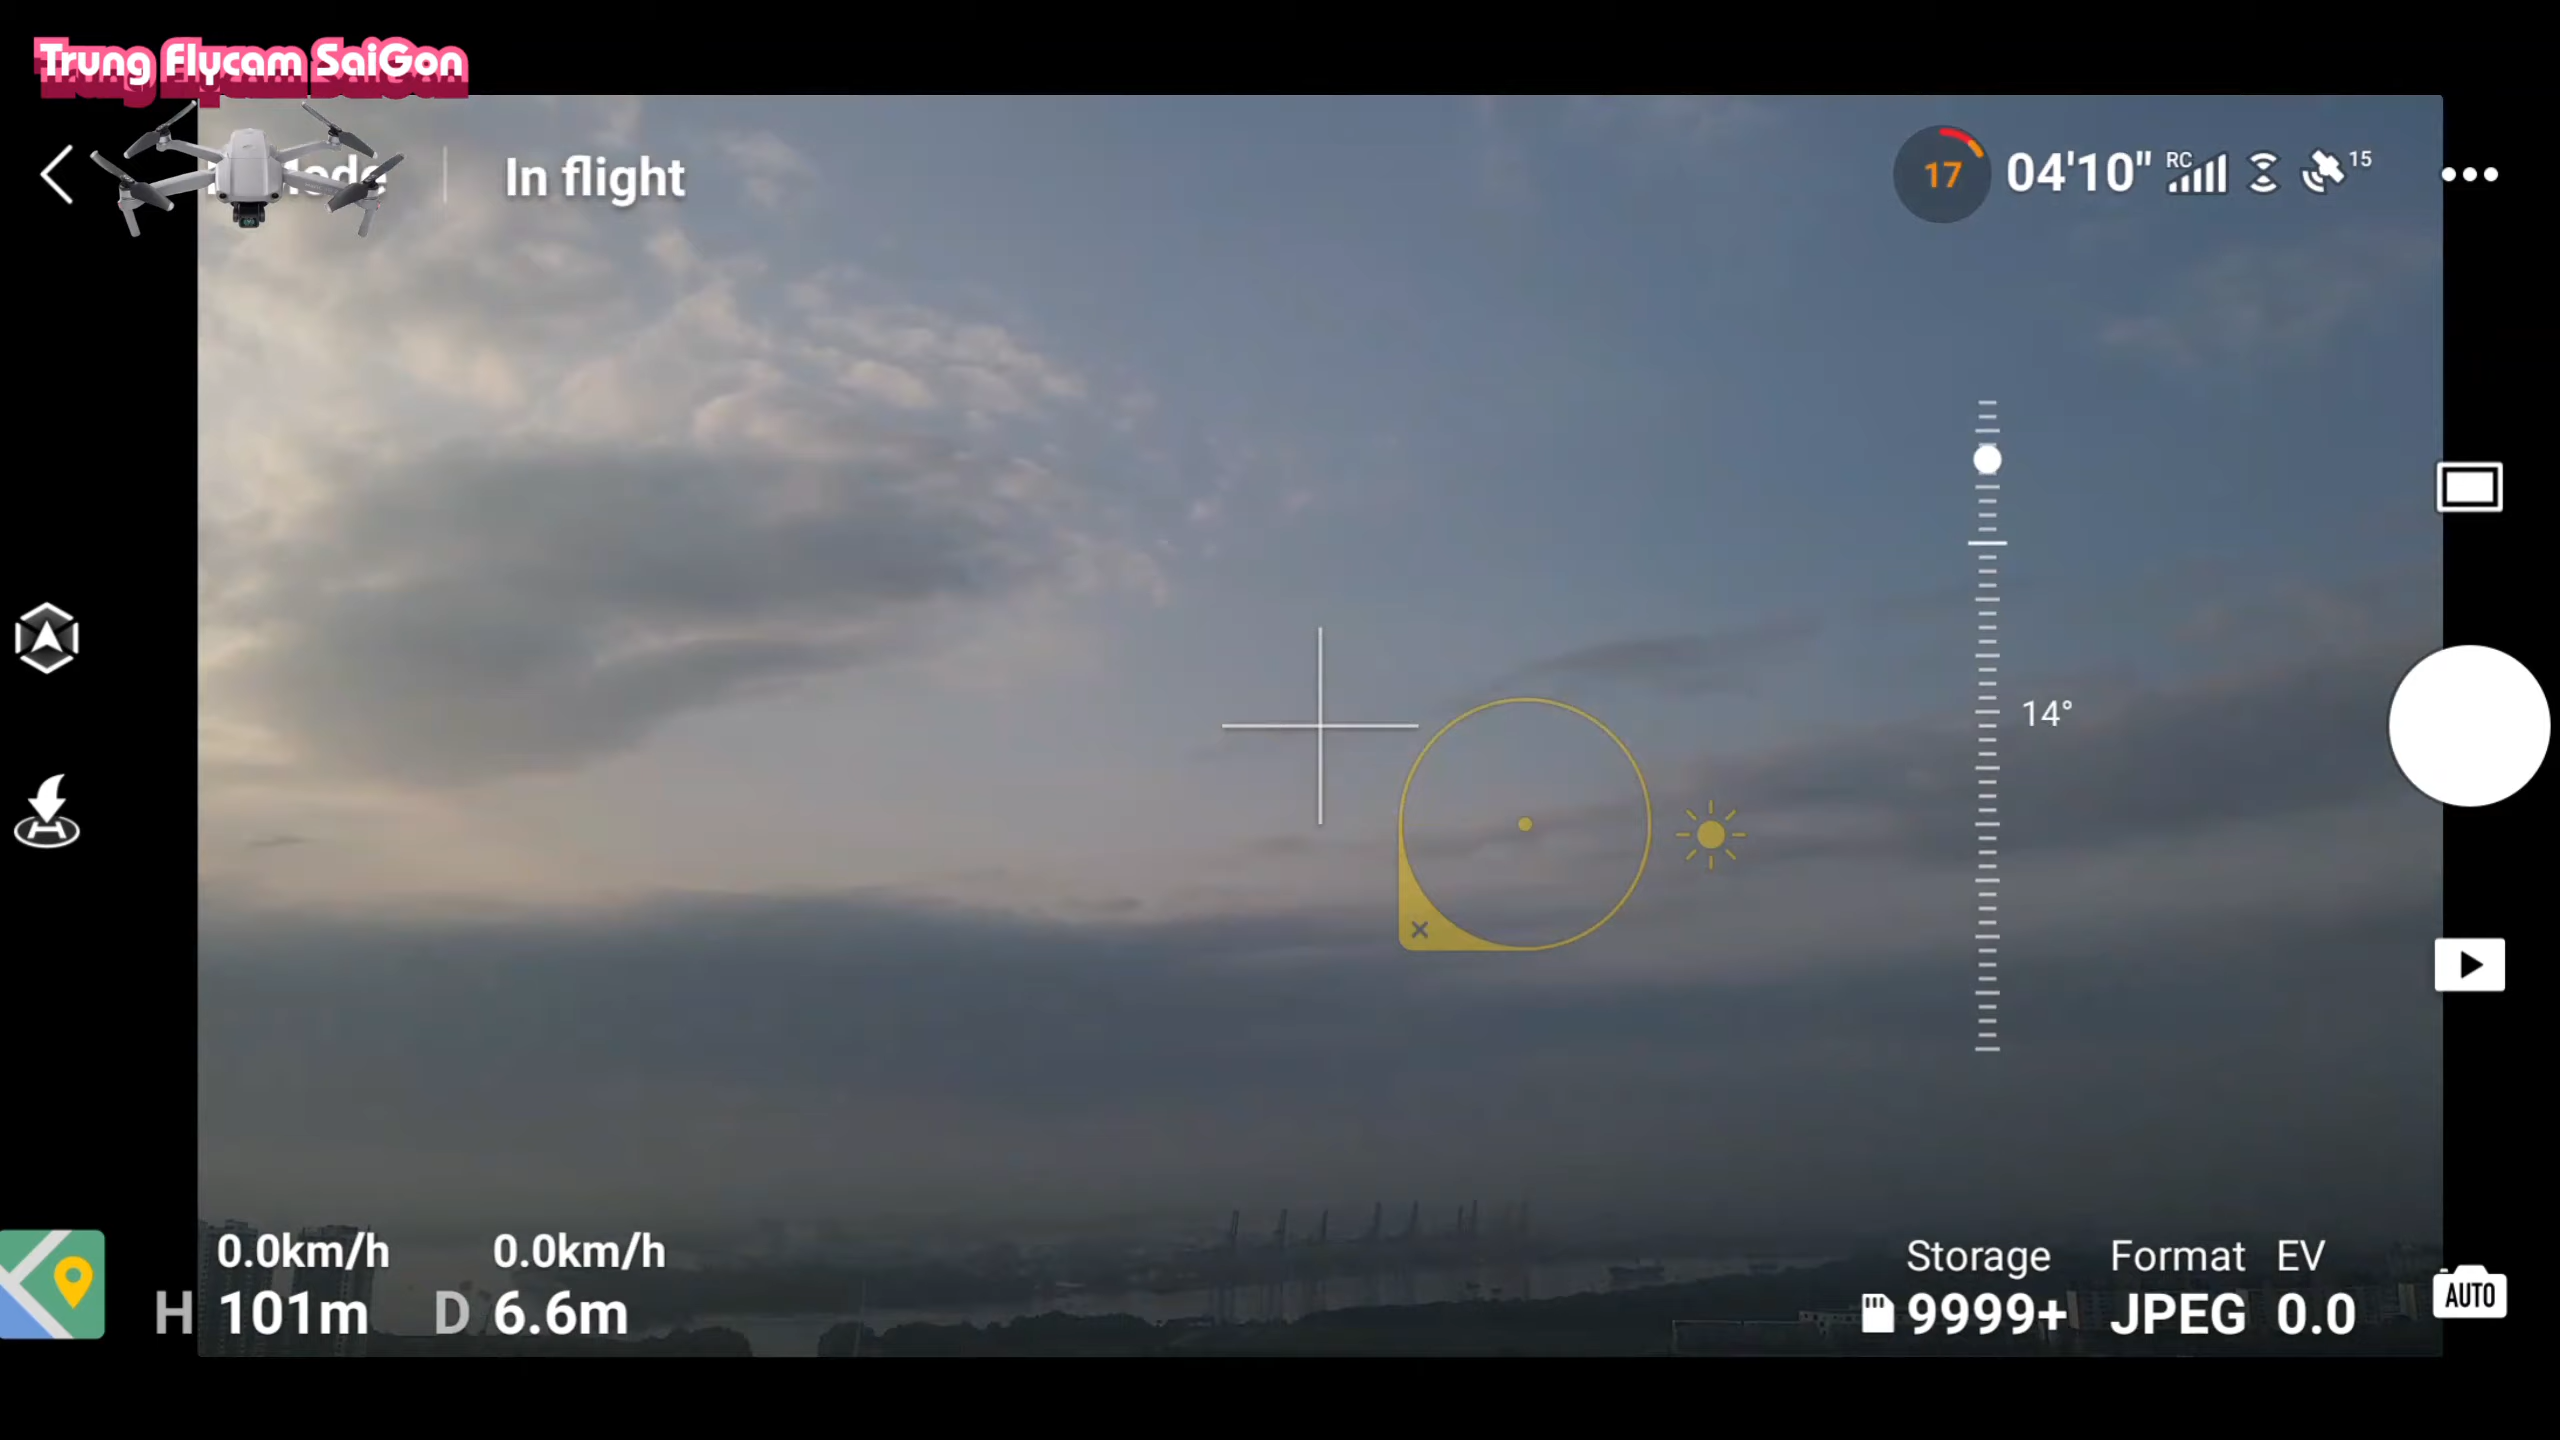 Trung Flycam SaiGon
In flight
17
04'10"
RC
15
14°
0.0km/h
0.0km/h
H 101m
D 6.6m
Storage
9999+
Format
JPEG
EV
0.0
AUTO